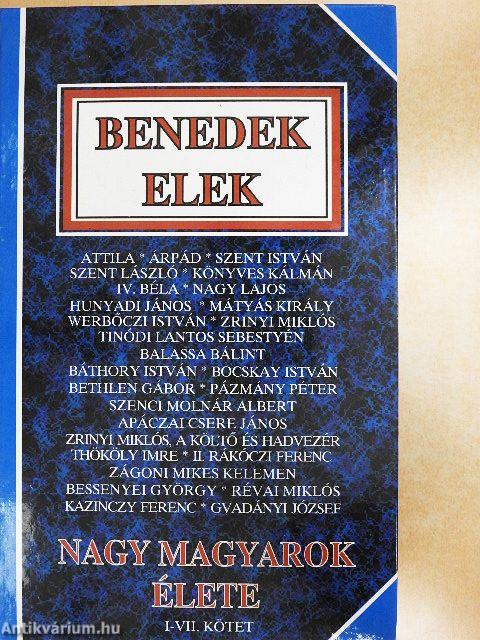 BENEDEK
ELEK
ATTILA * ÁRPÁD * SZENT ISTVÁN
SZENT LÁSZLÓ * KÖNYVES KÁLMÁN
IV. BÉLA * NAGY LAJOS
HUNYADI JÁNOS * MÁTYÁS KIRÁLY
WERBŐCZI ISTVÁN * ZRINYI MIKLÓS
TINÓDI LANTOS SEBESTYÉN
BALASSA BÁLINT
BÁTHORY ISTVÁN * BOCSKAY ISTVÁN
BETHLEN GÁBOR * PÁZMÁNY PÉTER
SZENCI MOLNÁR ALBERT
APÁCZAI CSERE JÁNOS
ZRINYI MIKLÓS, A KÖLTŐ ÉS HADVEZÉR
THÖKÖLY IMRE * II. RÁKÓCZI FERENC
ZÁGONI MIKES KELEMEN
BESSENYEI GYÖRGY * RÉVAI MIKLÓS
KAZINCZY FERENC * GVADÁNYI JÓZSEF
NAGY MAGYAROK
ÉLETE
I-VII. KÖTET
Antikvárium.hu